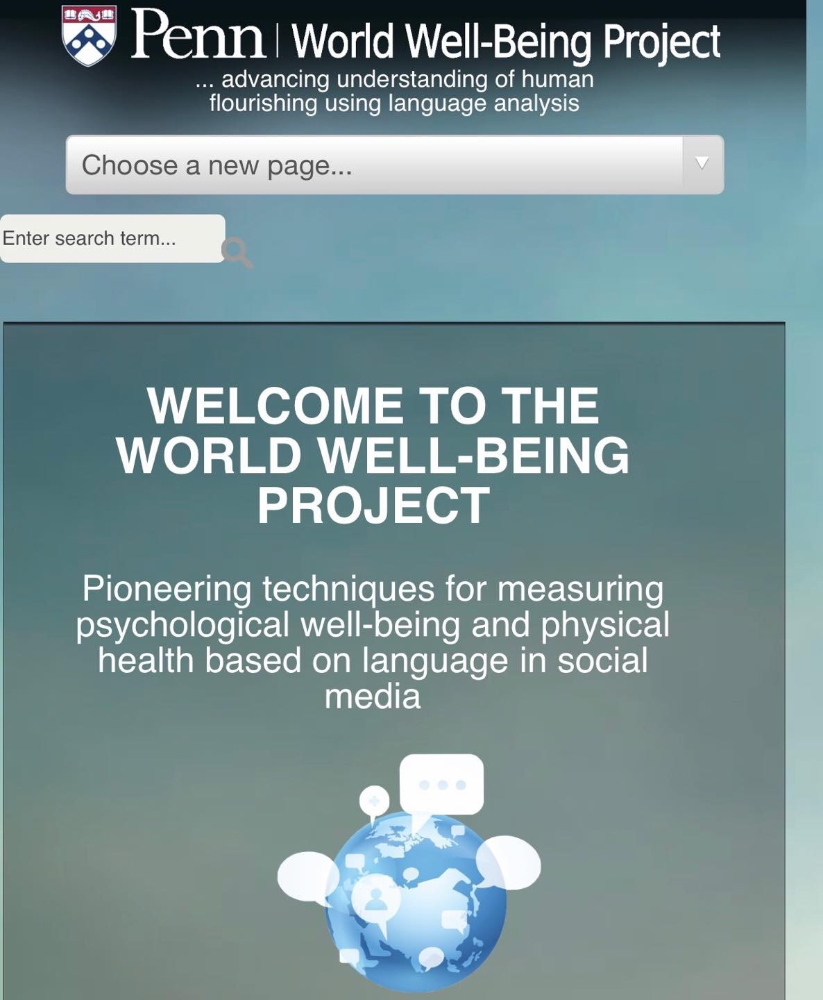 Penn | World Well-Being Project
... advancing understanding of human
flourishing using language analysis
Choose a new page...
Enter search term...
WELCOME TO THE
WORLD WELL-BEING
PROJECT
Pioneering techniques for measuring
psychological well-being and physical
health based on language in social
media